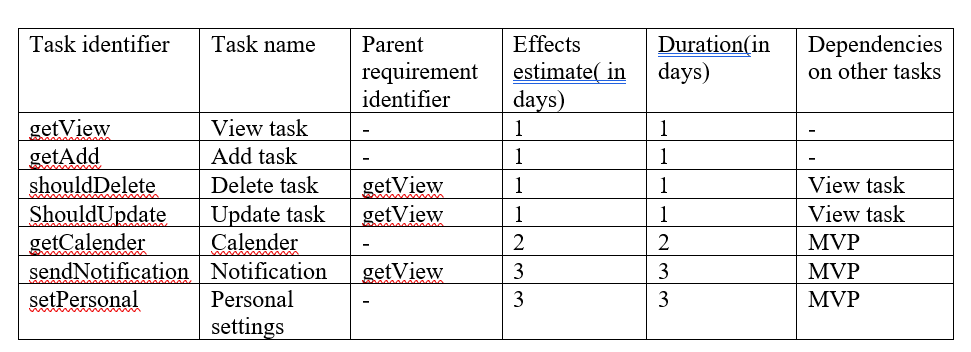 Task identifier Task name Parent requirement identifier Effects estimate( in days) Duration(in days) Dependencies on other tasks
getView View task - 1 1 -
getAdd Add task - 1 1 -
shouldDelete Delete task getView 1 1 View task
ShouldUpdate Update task getView 1 1 View task
getCalender Calender - 2 2 MVP
sendNotification Notification getView 3 3 MVP
setPersonal Personal settings - 3 3 MVP